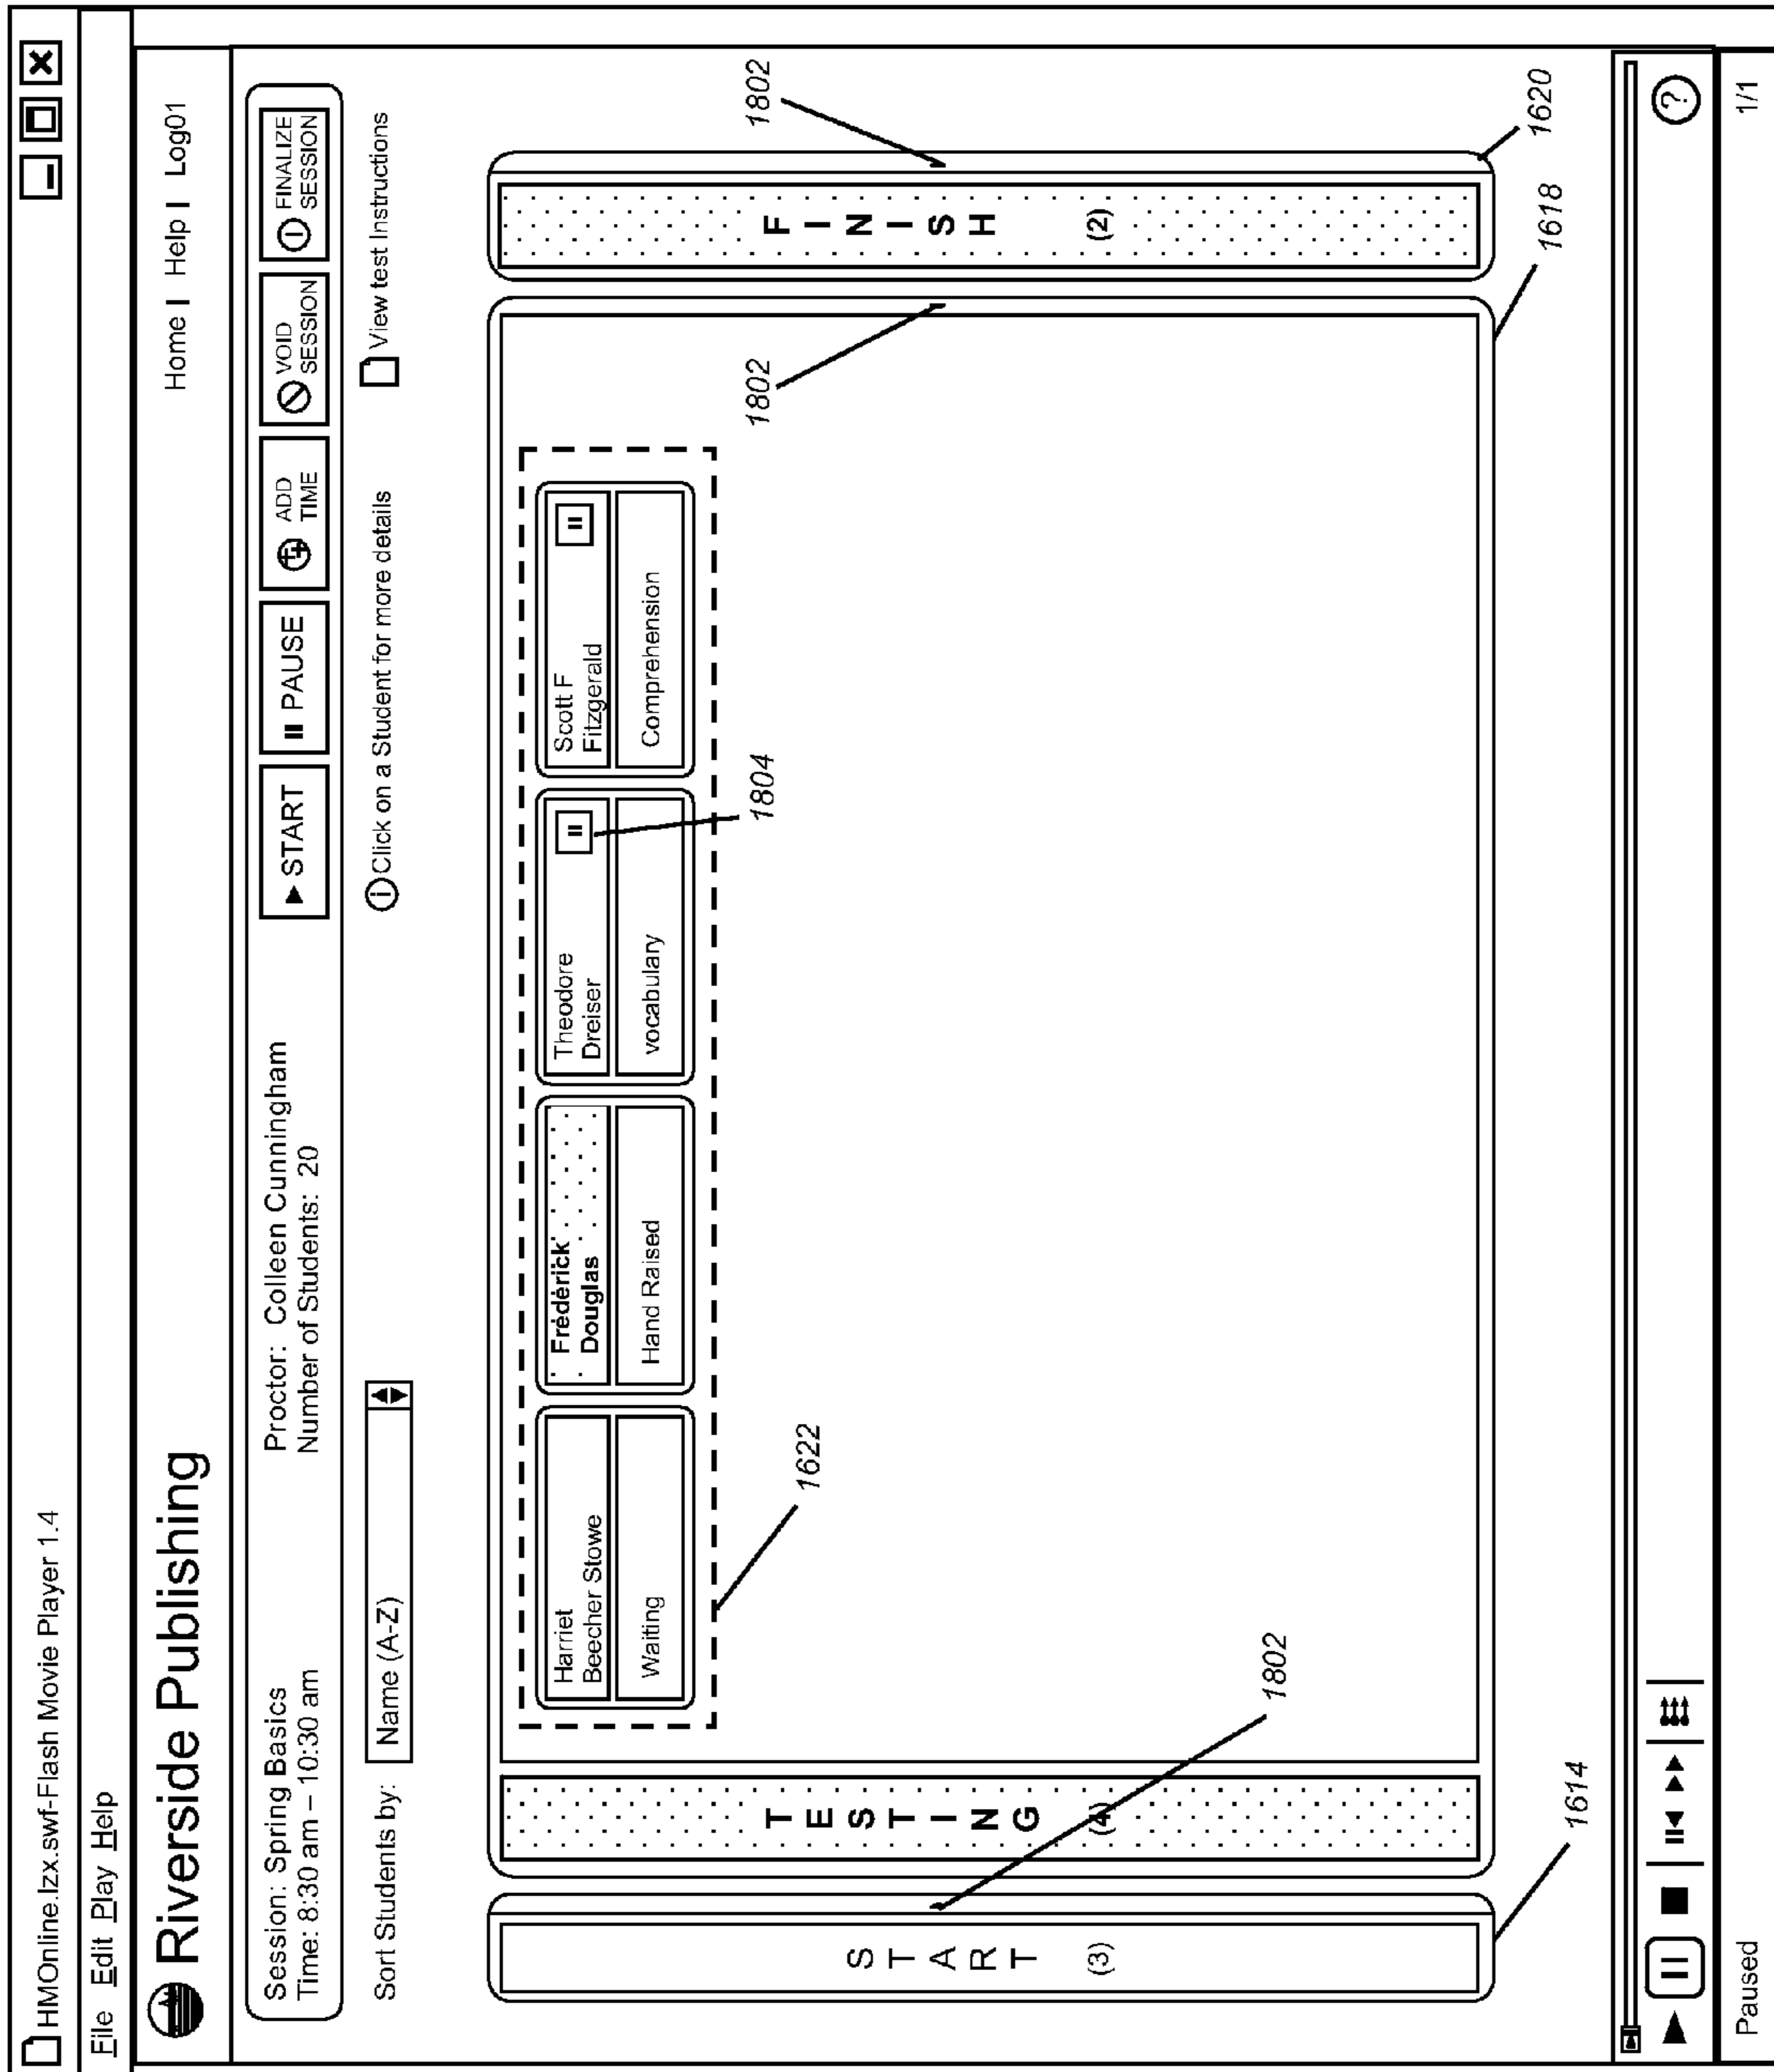 HMOnline.lzx.swf-Flash Movie Player 1.4
File Edit Play Help
Riverside Publishing
Home I Help I Log01
Session: Spring Basics
Time: 8:30 am – 10:30 am
Proctor: Colleen Cunningham
Number of Students: 20
START
PAUSE
ADD
TIME
VOID
SESSION
FINALIZE
SESSION
Sort Students by:
Name (A-Z)
Click on a Student for more details
View test Instructions
START
(3)
TESTING
(4)
Harriet
Beecher Stowe
Waiting
Frederick
Douglas
Hand Raised
Theodore
Dreiser
vocabulary
Scott F
Fitzgerald
Comprehension
FINISH
(2)
1622
1804
1802
1802
1802
1614
1618
1620
?
Paused
1/1